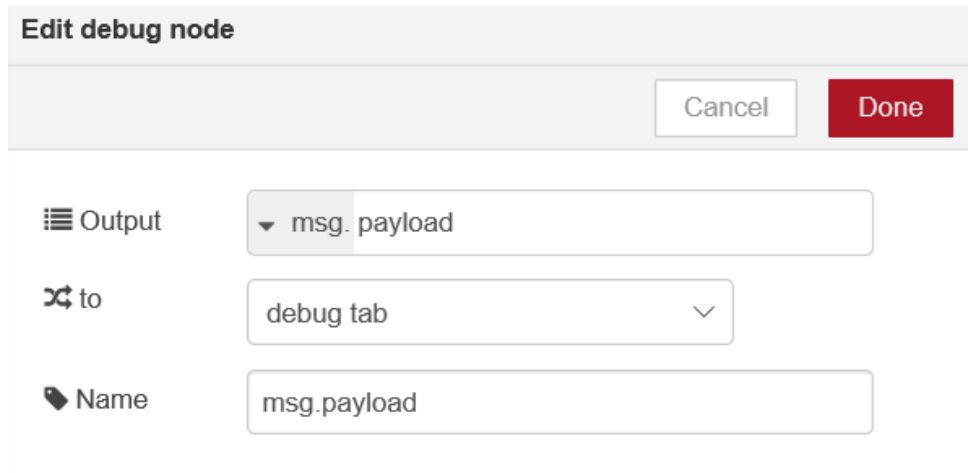 Edit debug node
Cancel Done
Output msg. payload
to debug tab
Name msg.payload